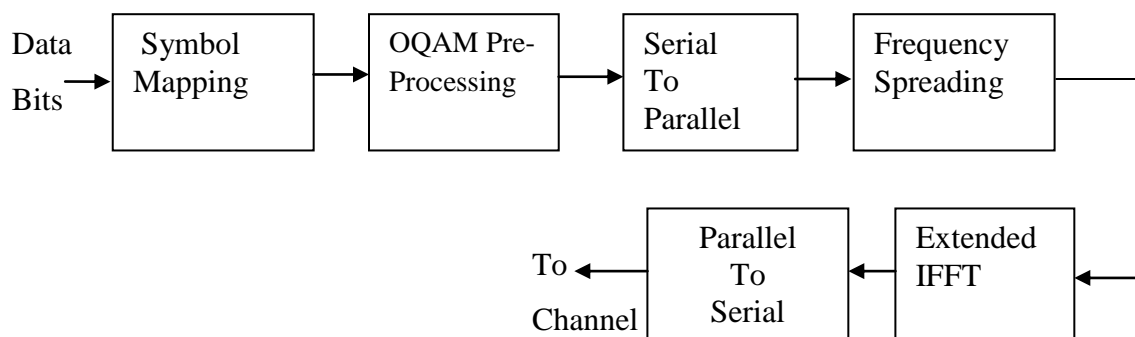 Data
Bits
Symbol
Mapping
OQAM Pre-
Processing
Serial
To
Parallel
Frequency
Spreading
Extended
IFFT
Parallel
To
Serial
To
Channel